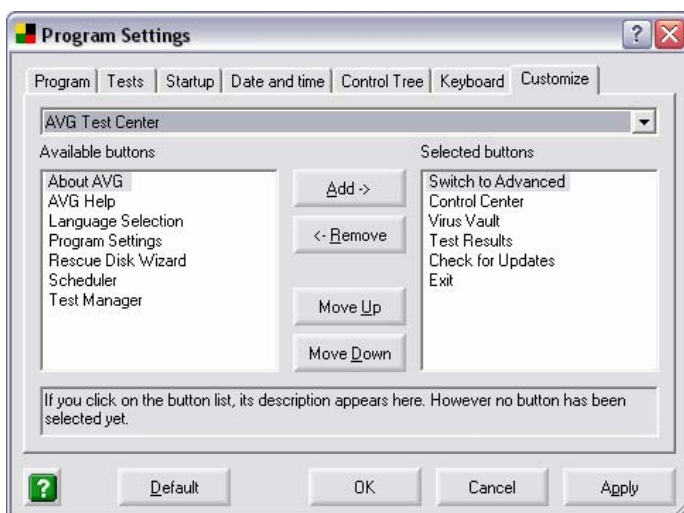 Program Settings
Program Tests Startup Date and time Control Tree Keyboard Customize
AVG Test Center
Available buttons
About AVG
AVG Help
Language Selection
Program Settings
Rescue Disk Wizard
Scheduler
Test Manager
Add ->
<- Remove
Move Up
Move Down
Selected buttons
Switch to Advanced
Control Center
Virus Vault
Test Results
Check for Updates
Exit
If you click on the button list, its description appears here. However no button has been
selected yet.
? Default OK Cancel Apply